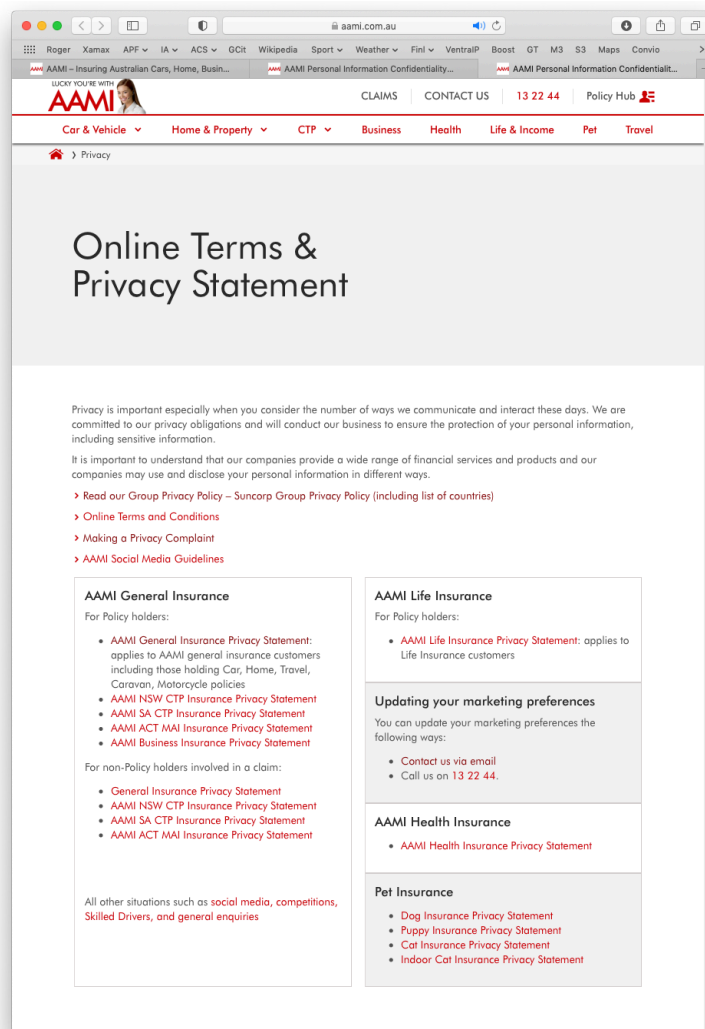 aami.com.au
Roger Xamax APF IA ACS GCit Wikipedia Sport Weather Finl VentralP Boost GT M3 S3 Maps Convio
AAMI – Insuring Australian Cars, Home, Busin... AAMI Personal Information Confidentiality... AAMI Personal Information Confidentialit...
LUCKY YOU'RE WITH
AAMI
CLAIMS CONTACT US 13 22 44 Policy Hub
Car & Vehicle Home & Property CTP Business Health Life & Income Pet Travel
Privacy
Online Terms &
Privacy Statement
Privacy is important especially when you consider the number of ways we communicate and interact these days. We are
committed to our privacy obligations and will conduct our business to ensure the protection of your personal information,
including sensitive information.
It is important to understand that our companies provide a wide range of financial services and products and our
companies may use and disclose your personal information in different ways.
Read our Group Privacy Policy – Suncorp Group Privacy Policy (including list of countries)
Online Terms and Conditions
Making a Privacy Complaint
AAMI Social Media Guidelines
AAMI General Insurance
For Policy holders:
• AAMI General Insurance Privacy Statement:
applies to AAMI general insurance customers
including those holding Car, Home, Travel,
Caravan, Motorcycle policies
• AAMI NSW CTP Insurance Privacy Statement
• AAMI SA CTP Insurance Privacy Statement
• AAMI ACT MAI Insurance Privacy Statement
• AAMI Business Insurance Privacy Statement
For non-Policy holders involved in a claim:
• General Insurance Privacy Statement
• AAMI NSW CTP Insurance Privacy Statement
• AAMI SA CTP Insurance Privacy Statement
• AAMI ACT MAI Insurance Privacy Statement
All other situations such as social media, competitions,
Skilled Drivers, and general enquiries
AAMI Life Insurance
For Policy holders:
• AAMI Life Insurance Privacy Statement: applies to
Life Insurance customers
Updating your marketing preferences
You can update your marketing preferences the
following ways:
• Contact us via email
• Call us on 13 22 44.
AAMI Health Insurance
• AAMI Health Insurance Privacy Statement
Pet Insurance
• Dog Insurance Privacy Statement
• Puppy Insurance Privacy Statement
• Cat Insurance Privacy Statement
• Indoor Cat Insurance Privacy Statement